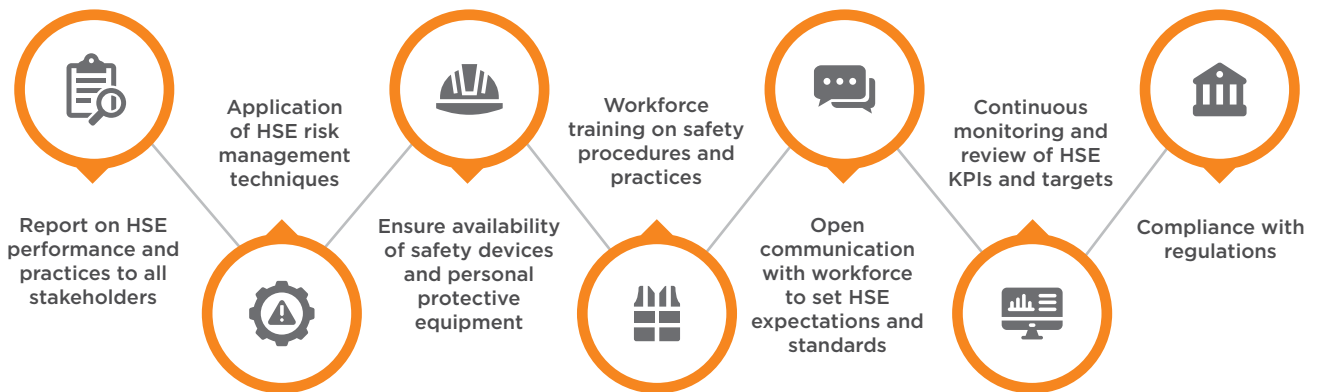 Report on HSE
performance and
practices to all
stakeholders
Application
of HSE risk
management
techniques
Ensure availability
of safety devices
and personal
protective
equipment
Workforce
training on safety
procedures and
practices
Open
communication
with workforce
to set HSE
expectations and
standards
Continuous
monitoring and
review of HSE
KPIs and targets
Compliance with
regulations